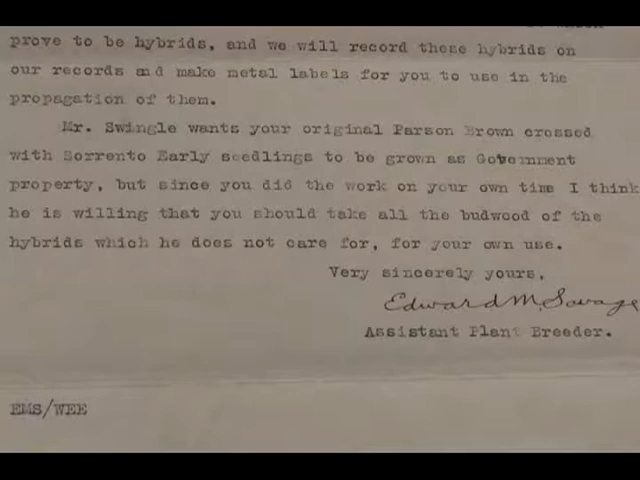 prove to be hybrids, and we will record these hybrids on
our records and make metal labels for you to use in the
propagation of them.
Mr. Swingle wants your original Parson Brown crossed
with Sorrento Early seedlings to be grown as Government
property, but since you did the work on your own time I think
he is willing that you should take all the budwood of the
hybrids which he does not care for, for your own use.
Very sincerely yours,
Edward M. Savage
Assistant Plant Breeder.
EMS/WEE